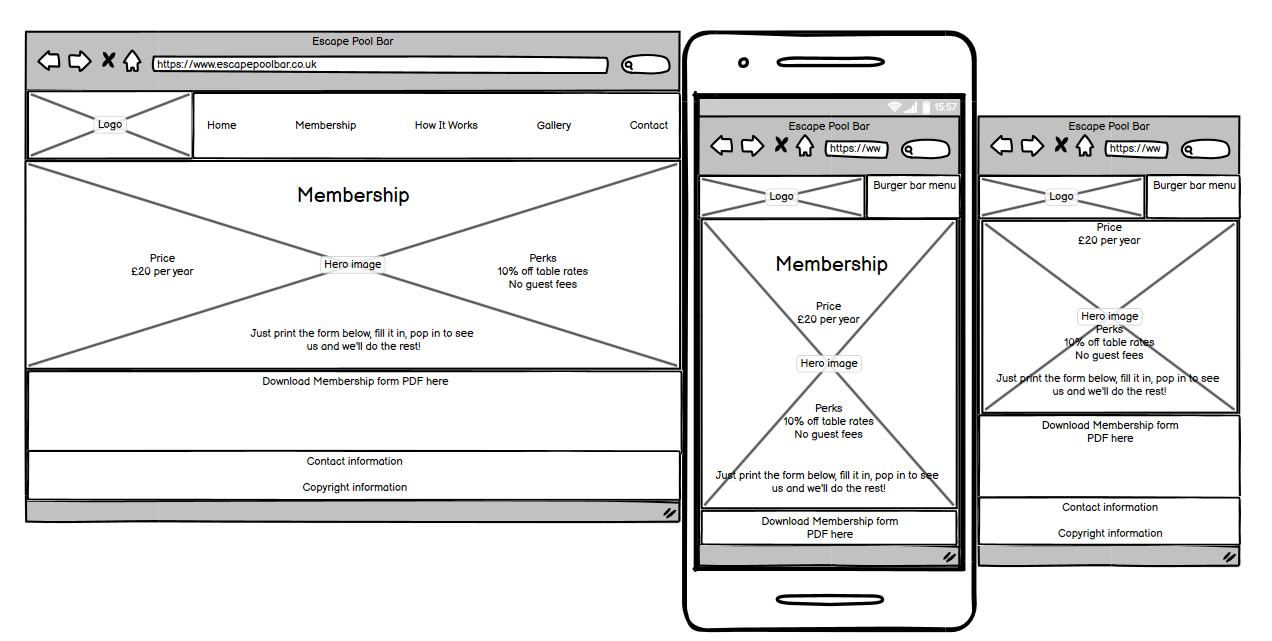 Escape Pool Bar
https://www.escapepoolbar.co.uk
Logo
Home
Membership
How It Works
Gallery
Contact
Membership
Price
£20 per year
Hero image
Perks
10% off table rates
No guest fees
Just print the form below, fill it in, pop in to see
us and we'll do the rest!
Download Membership form PDF here
Contact information
Copyright information
15:57
Escape Pool Bar
https://ww
Logo
Burger bar menu
Membership
Price
£20 per year
Hero image
Perks
10% off table rates
No guest fees
Just print the form below, fill it in, pop in to see
us and we'll do the rest!
Download Membership form
PDF here
Escape Pool Bar
https://ww
Logo
Burger bar menu
Price
£20 per year
Hero image
Perks
10% off table rates
No guest fees
Just print the form below, fill it in, pop in to see
us and we'll do the rest!
Download Membership form
PDF here
Contact information
Copyright information